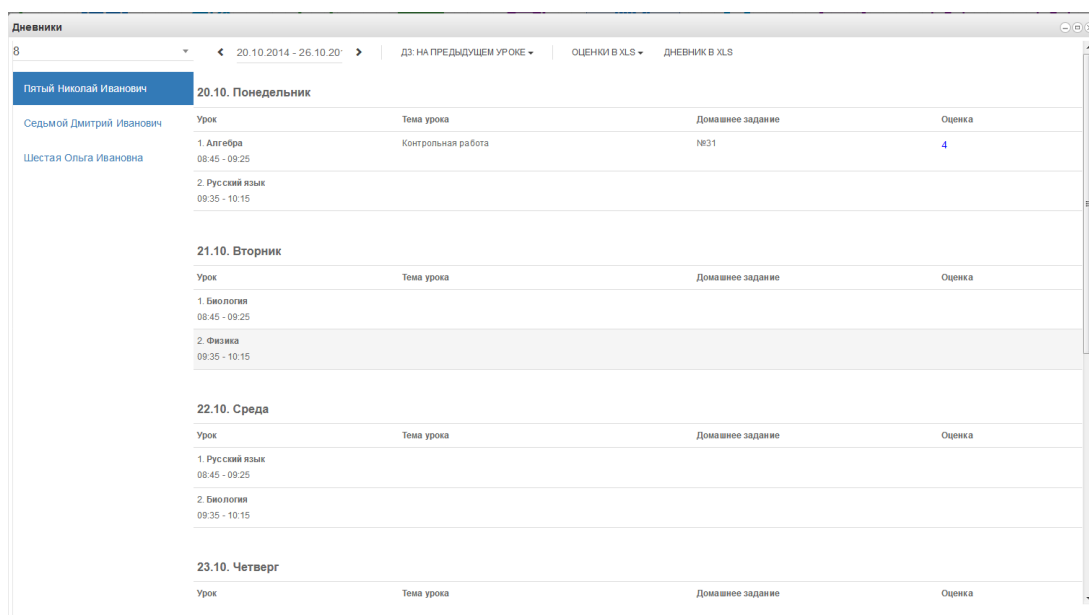 Дневники
8
20.10.2014 - 26.10.20
ДЗ: НА ПРЕДЫДУЩЕМ УРОКЕ
ОЦЕНКИ В XLS
ДНЕВНИК В XLS
Пятый Николай Иванович
Седьмой Дмитрий Иванович
Шестая Ольга Ивановна
20.10. Понедельник
Урок Тема урока Домашнее задание Оценка
1. Алгебра Контрольная работа №31 4
08:45 - 09:25
2. Русский язык
09:35 - 10:15
21.10. Вторник
Урок Тема урока Домашнее задание Оценка
1. Биология
08:45 - 09:25
2. Физика
09:35 - 10:15
22.10. Среда
Урок Тема урока Домашнее задание Оценка
1. Русский язык
08:45 - 09:25
2. Биология
09:35 - 10:15
23.10. Четверг
Урок Тема урока Домашнее задание Оценка